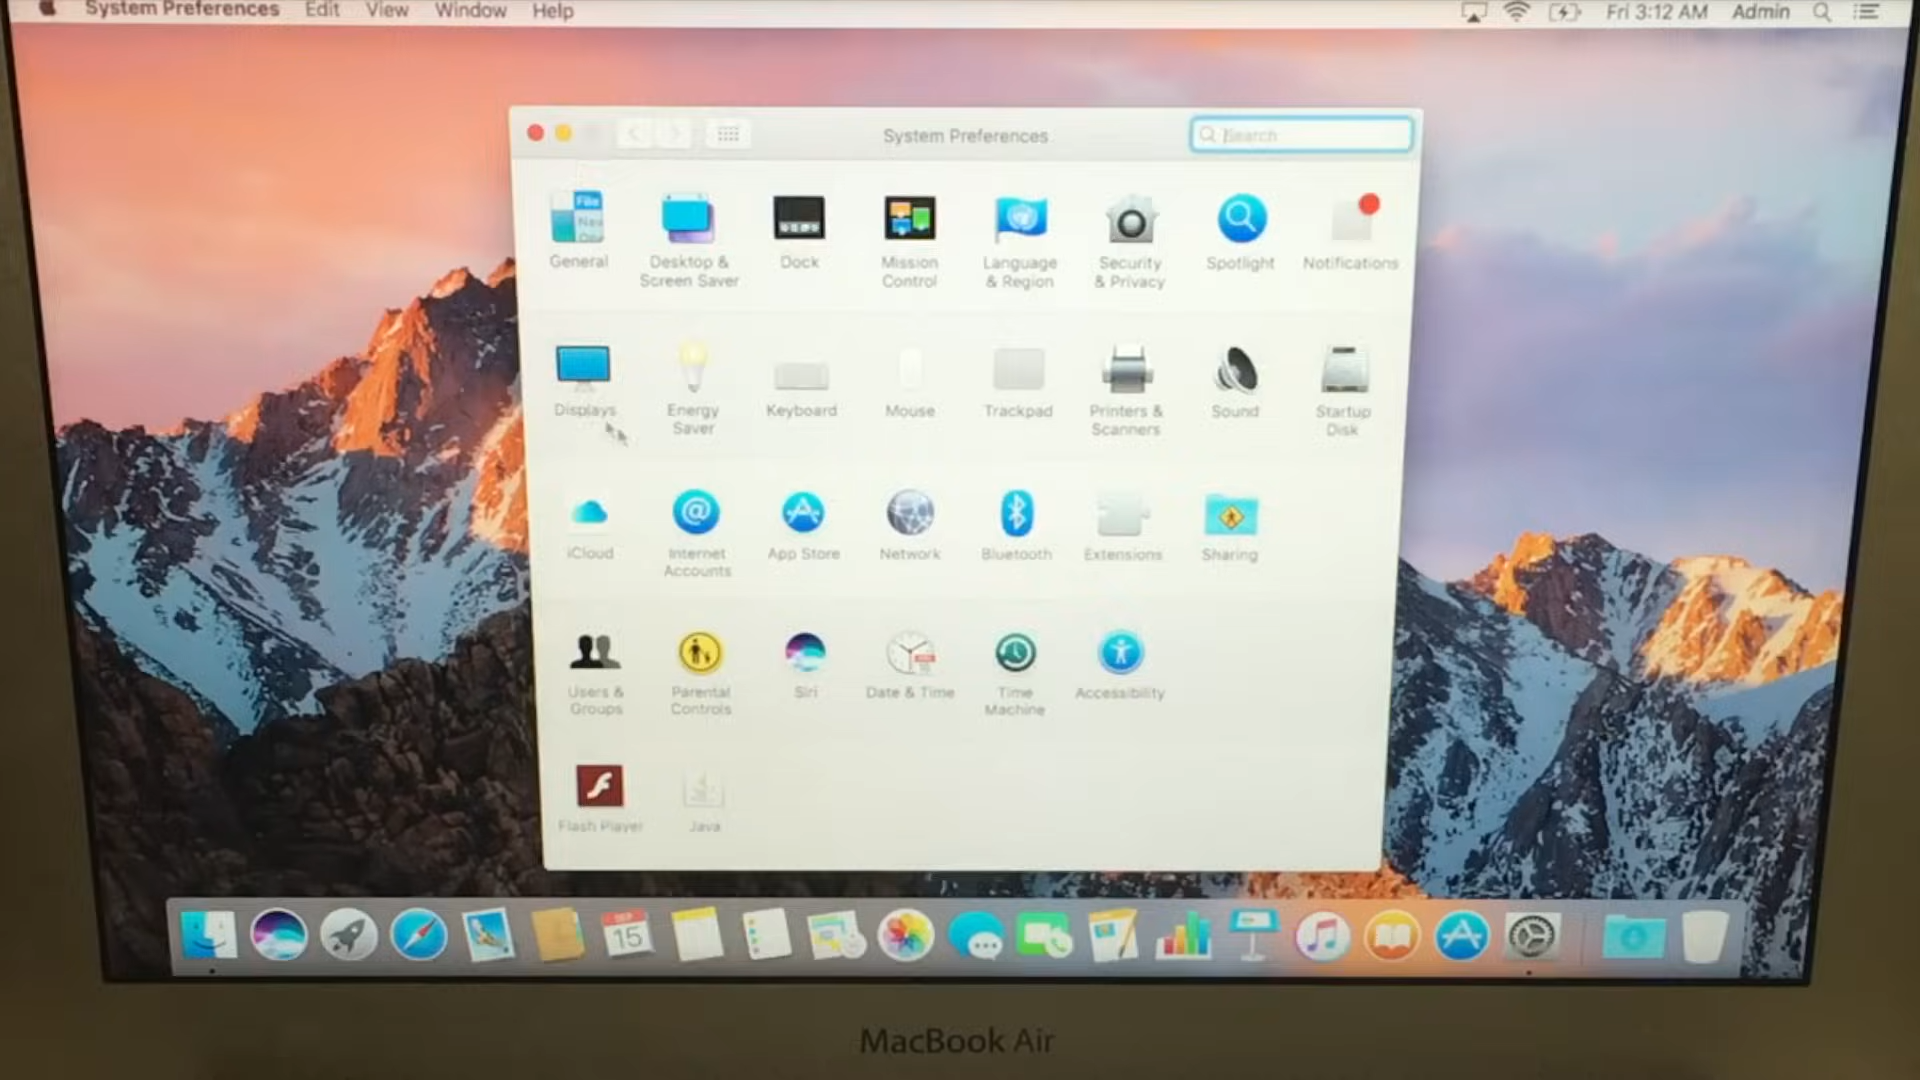 System Preferences Edit View Window Help Fri 3:12 AM Admin
System Preferences
Search
File
New
General
Desktop &
Screen Saver
Dock
Mission
Control
Language
& Region
Security
& Privacy
Spotlight
Notifications
Displays
Energy
Saver
Keyboard
Mouse
Trackpad
Printers &
Scanners
Sound
Startup
Disk
iCloud
@
Internet
Accounts
App Store
Network
Bluetooth
Extensions
Sharing
Users &
Groups
Parental
Controls
Siri
Date & Time
Time
Machine
Accessibility
Flash Player
Java
15
MacBook Air